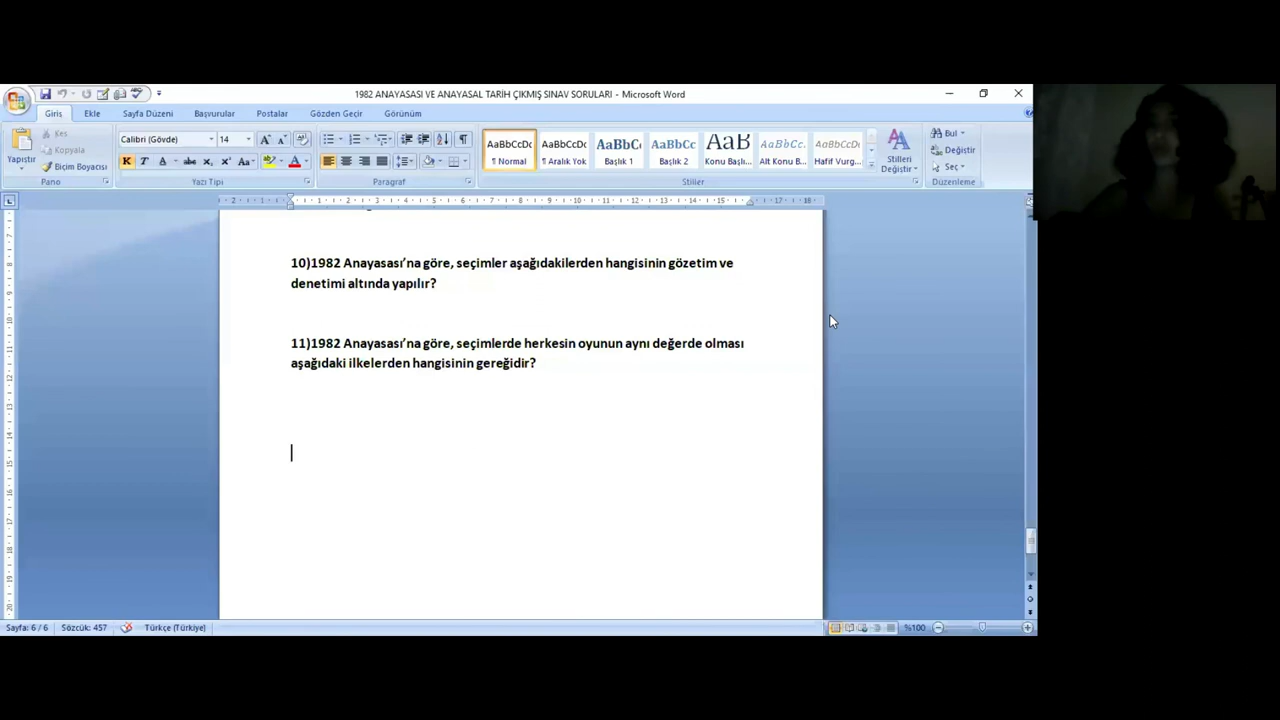 1982 ANAYASASI VE ANAYASAL TARİH ÇIKMIŞ SINAV SORULARI - Microsoft Word
Giriş Ekle Sayfa Düzeni Başvurular Postalar Gözden Geçir Görünüm
Yapıştır
Kes
Kopyala
Biçim Boyacısı
Pano
Calibri (Gövde) 14
Yazı Tipi
Paragraf
AaBbCcDc AaBbCcDc AaBbC AaBbCc AaB AaBbCc. AaBbCcDc
¶ Normal ¶ Aralık Yok Başlık 1 Başlık 2 Konu Başlı... Alt Konu B... Hafif Vurg...
Stiller
Stilleri Değiştir
Bul
Değiştir
Seç
Düzenleme
10)1982 Anayasası’na göre, seçimler aşağıdakilerden hangisinin gözetim ve
denetimi altında yapılır?
11)1982 Anayasası’na göre, seçimlerde herkesin oyunun aynı değerde olması
aşağıdaki ilkelerden hangisinin gereğidir?
Sayfa: 6 / 6 Sözcük: 457 Türkçe (Türkiye) %100